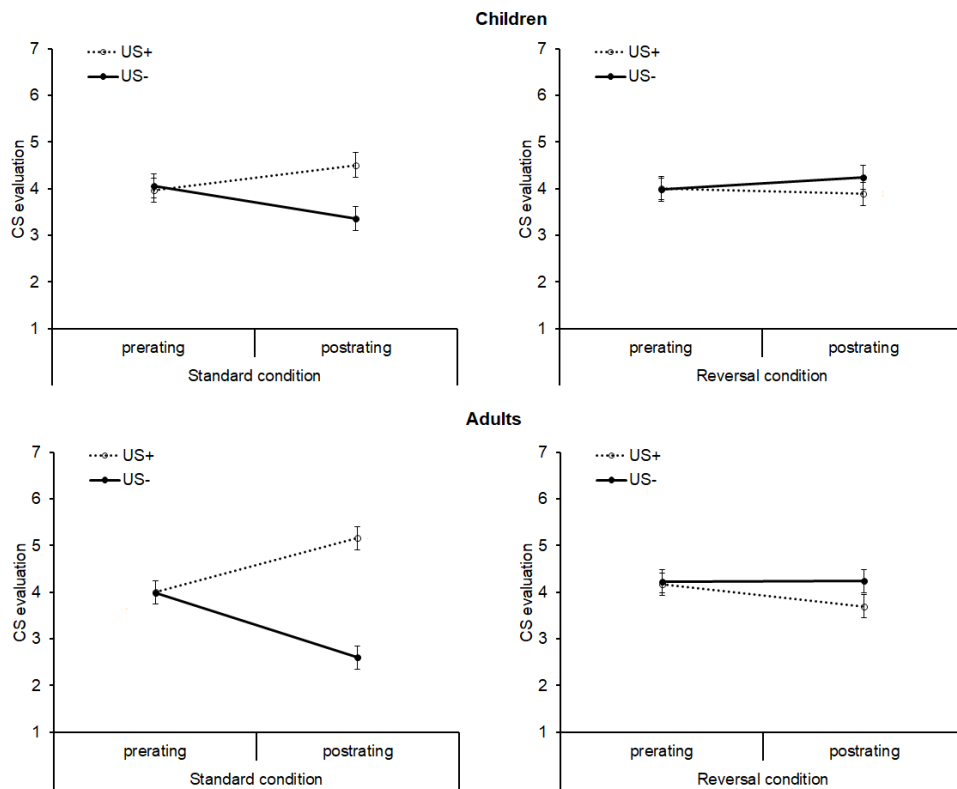 Children
7
6
5
4
3
2
1
CS evaluation
US+
US-
prerating
postrating
Standard condition
7
6
5
4
3
2
1
CS evaluation
US+
US-
prerating
postrating
Reversal condition
Adults
7
6
5
4
3
2
1
CS evaluation
US+
US-
prerating
postrating
Standard condition
7
6
5
4
3
2
1
CS evaluation
US+
US-
prerating
postrating
Reversal condition